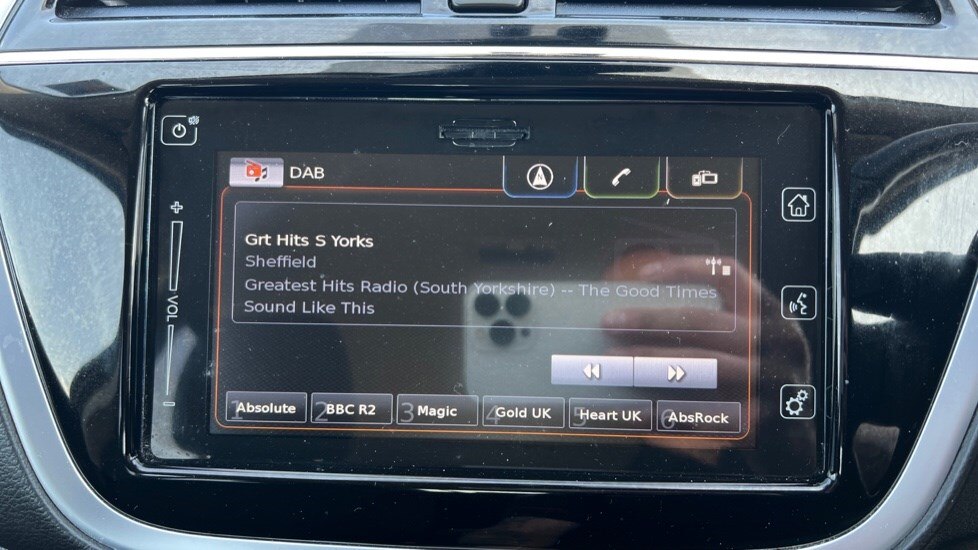 DAB
Grt Hits S Yorks
Sheffield
Greatest Hits Radio (South Yorkshire) -- The Good Times
Sound Like This
+
VOL
-
1 Absolute
2 BBC R2
3 Magic
4 Gold UK
5 Heart UK
6 AbsRock